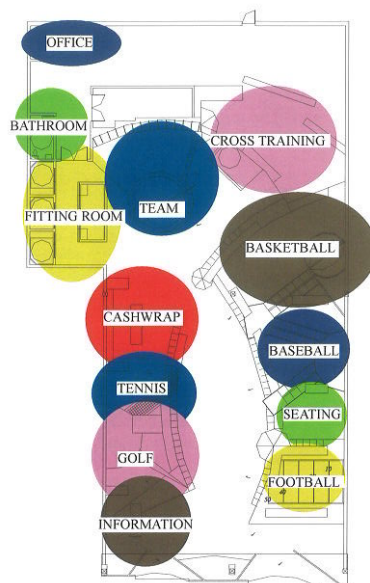 OFFICE
BATHROOM
CROSS TRAINING
TEAM
FITTING ROOM
BASKETBALL
CASHWRAP
BASEBALL
TENNIS
SEATING
GOLF
FOOTBALL
INFORMATION